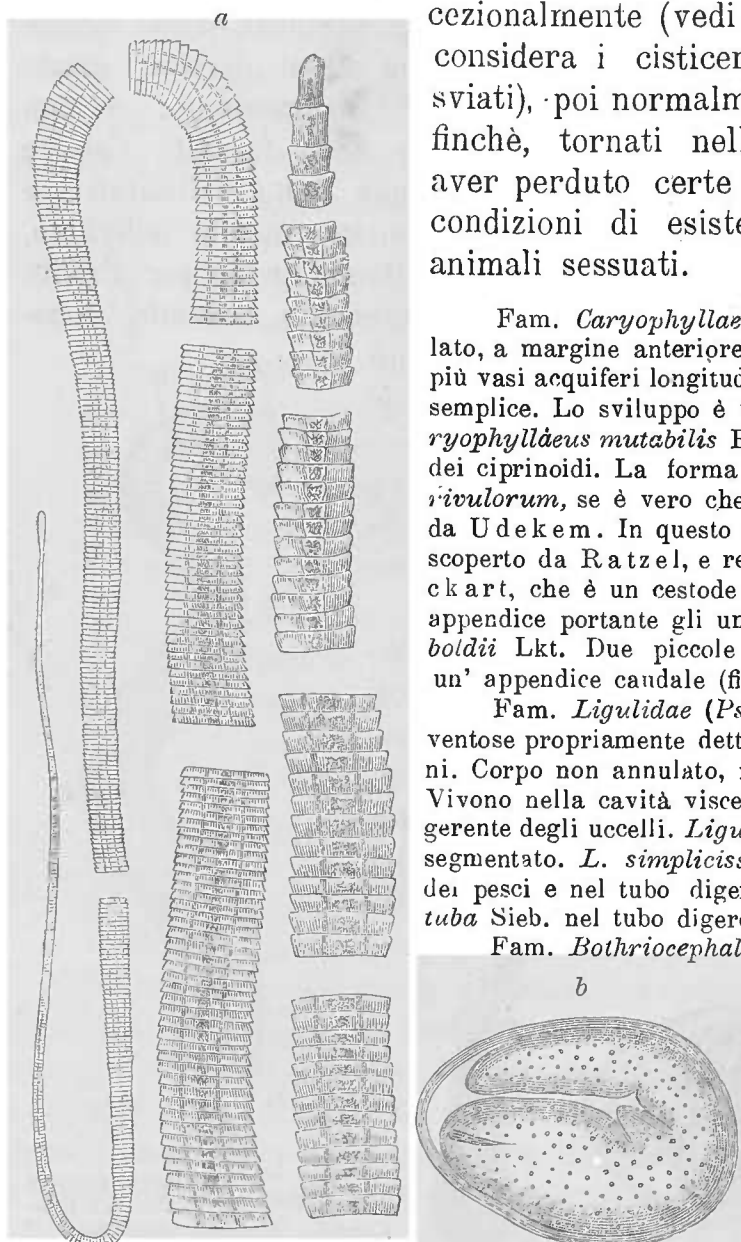 a
cezionalmente (vedi
considera i cisticer
sviati), poi normalm
finchè, tornati nell
aver perduto certe
condizioni di esiste
animali sessuati.
Fam. Caryophyllae
lato, a margine anteriore
più vasi acquiferi longitud
semplice. Lo sviluppo è
ryophyllaeus mutabilis
dei ciprinoidi. La forma
rivulorum, se è vero che
da Udekem. In questo
scoperto da Ratzel, e re
ckart, che è un cestode
appendice portante gli un
boldii Lkt. Due piccole
un' appendice caudale (fi
Fam. Ligulidae (Ps
ventose propriamente dett
ni. Corpo non annulato,
Vivono nella cavità visce
gerente degli uccelli. Ligu
segmentato. L. simpliciss
dei pesci e nel tubo diger
tuba Sieb. nel tubo diger
Fam. Bothriocephal
b